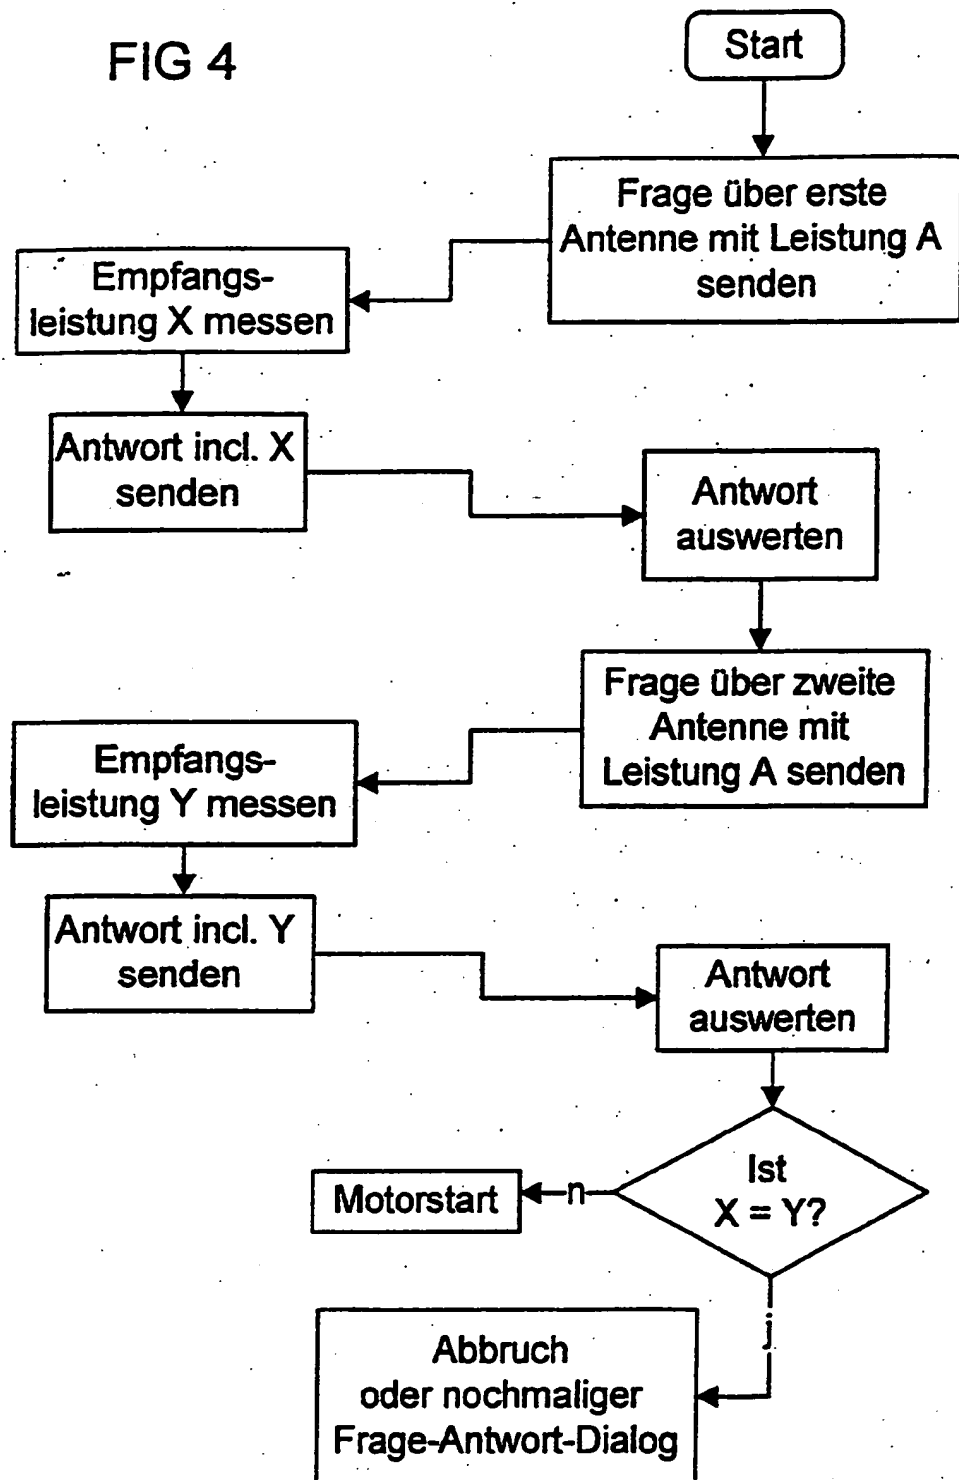 FIG 4
Start
Frage über erste
Antenne mit Leistung A
senden
Empfangs-
leistung X messen
Antwort incl. X
senden
Antwort
auswerten
Frage über zweite
Antenne mit
Leistung A senden
Empfangs-
leistung Y messen
Antwort incl. Y
senden
Antwort
auswerten
Ist
X = Y?
n
Motorstart
j
Abbruch
oder nochmaliger
Frage-Antwort-Dialog